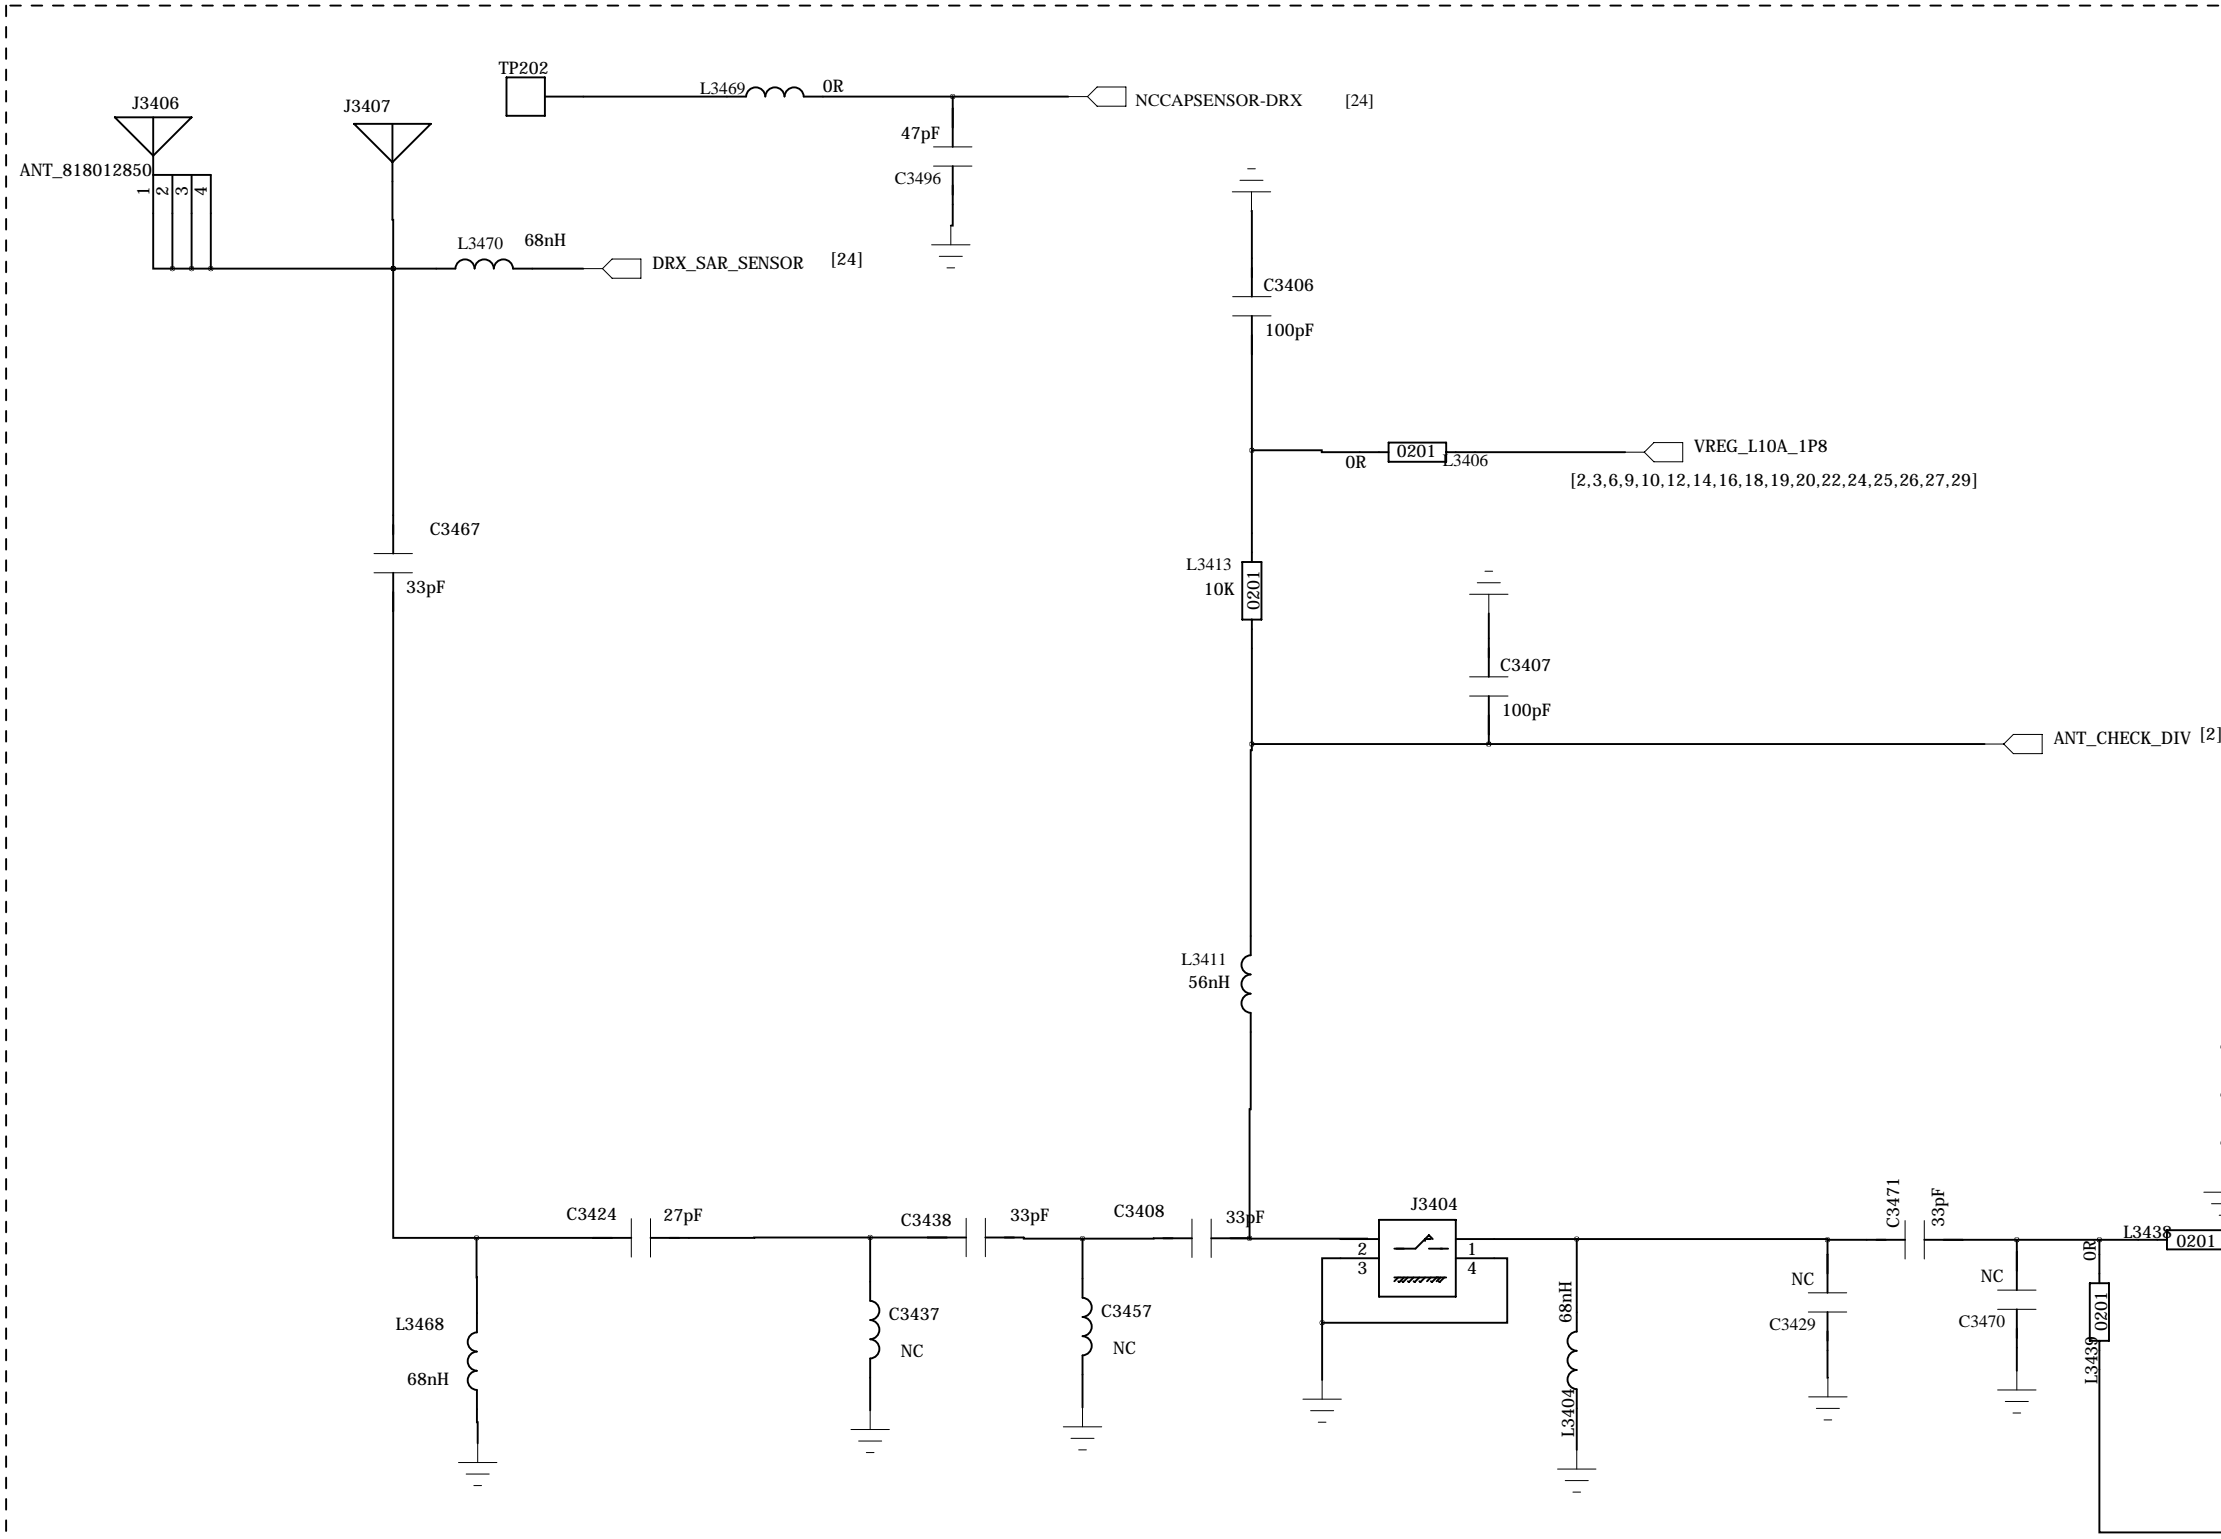 TP202
L3469
0R
NCCAPSENSOR-DRX [24]
J3406
J3407
47pF
C3496
ANT_818012850
1
2
3
4
L3470
68nH
DRX_SAR_SENSOR [24]
C3406
100pF
C3467
33pF
0R
0201
L3406
VREG_L10A_1P8
[2,3,6,9,10,12,14,16,18,19,20,22,24,25,26,27,29]
L3413
10K
0201
C3407
100pF
ANT_CHECK_DIV [2]
L3411
56nH
C3424
27pF
C3438
33pF
C3408
33pF
J3404
2
3
1
4
C3471
33pF
L3438
0201
0R
L3468
68nH
C3437
NC
C3457
NC
68nH
L3404
NC
C3429
NC
C3470
0201
L3439